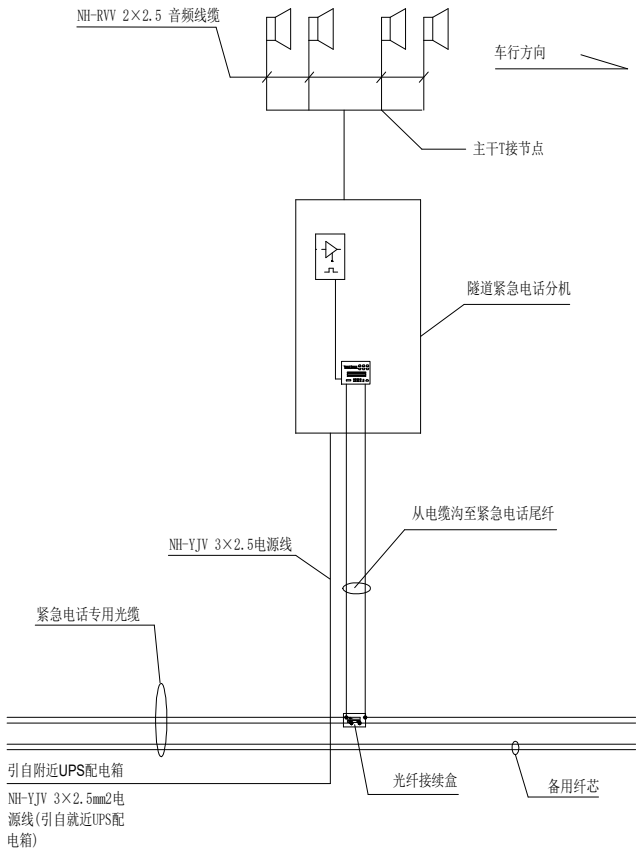 NH-RVV 2×2.5 音频线缆
车行方向
主干T接节点
隧道紧急电话分机
从电缆沟至紧急电话尾纤
NH-YJV 3×2.5电源线
紧急电话专用光缆
引自附近UPS配电箱
光纤接续盒
备用纤芯
NH-YJV 3×2.5mm2电
源线(引自就近UPS配
电箱)